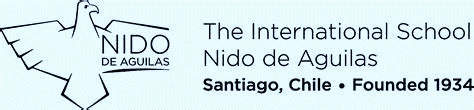 NIDO
DE AGUILAS
The International School
Nido de Aguilas
Santiago, Chile • Founded 1934